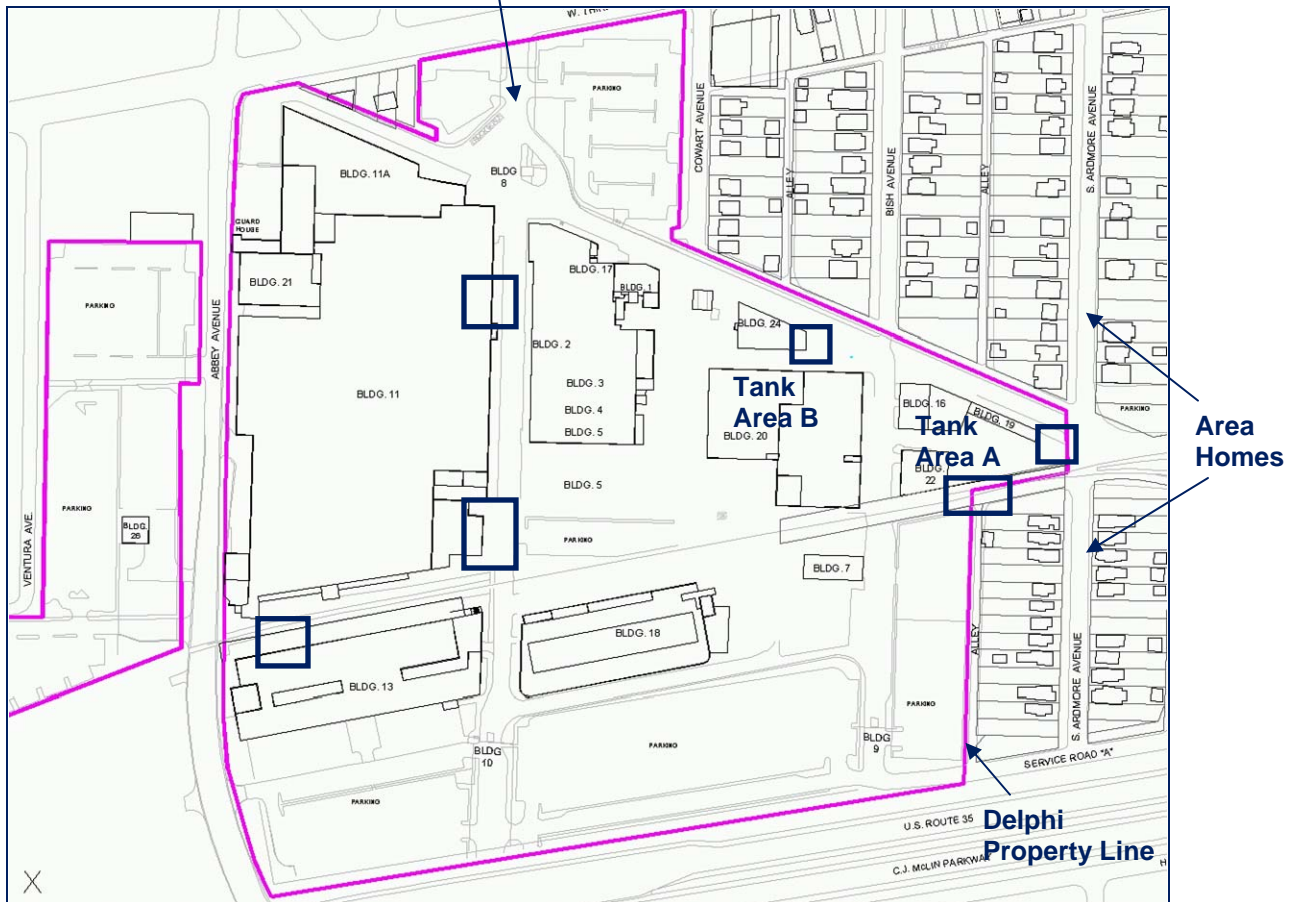 W. THIR
ALLEY
PARKING
COWART AVENUE
ALLEY
BISH AVENUE
ALLEY
S. ARDMORE AVENUE
BLDG. 11A
BLDG
8
GUARD
HOUSE
PARKING
BLDG. 21
BLDG. 17
BLDG. 1
ABBEY AVENUE
BLDG. 2
BLDG. 24
BLDG. 11
BLDG. 3
BLDG. 4
BLDG. 5
Tank
Area B
BLDG. 20
BLDG. 16
BLDG. 19
Tank
Area A
BLDG.
22
PARKING
Area
Homes
BLDG. 5
PARKING
BLDG.
26
VENTURA AVE.
PARKING
BLDG. 7
BLDG. 18
BLDG. 13
ALLEY
S. ARDMORE AVENUE
PARKING
BLDG
10
PARKING
BLDG
9
PARKING
SERVICE ROAD "A"
U.S. ROUTE 35
Delphi
Property Line
C.J. McLIN PARKWAY
H
X